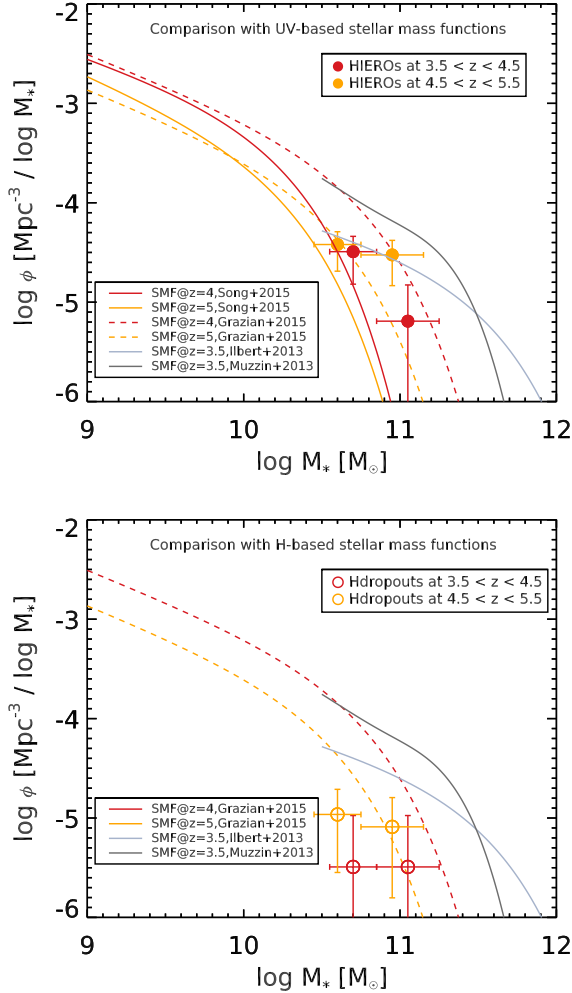 Comparison with UV-based stellar mass functions
HIEROs at 3.5 < z < 4.5
HIEROs at 4.5 < z < 5.5
-2
-3
-4
-5
-6
log ϕ [Mpc⁻³ / log M*]
SMF@z=4,Song+2015
SMF@z=5,Song+2015
SMF@z=4,Grazian+2015
SMF@z=5,Grazian+2015
SMF@z=3.5,Ilbert+2013
SMF@z=3.5,Muzzin+2013
9 10 11 12
log M* [M⊙]
Comparison with H-based stellar mass functions
Hdropouts at 3.5 < z < 4.5
Hdropouts at 4.5 < z < 5.5
-2
-3
-4
-5
-6
log ϕ [Mpc⁻³ / log M*]
SMF@z=4,Grazian+2015
SMF@z=5,Grazian+2015
SMF@z=3.5,Ilbert+2013
SMF@z=3.5,Muzzin+2013
9 10 11 12
log M* [M⊙]